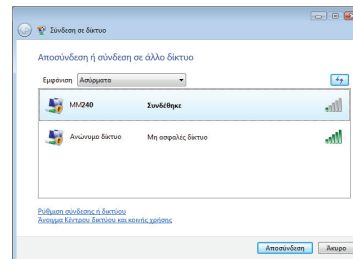 Σύνδεση σε δίκτυο
Αποσύνδεση ή σύνδεση σε άλλο δίκτυο
Εμφάνιση Ασύρματα
MM240 Συνδέθηκε
Ανώνυμο δίκτυο Μη ασφαλές δίκτυο
Ρύθμιση σύνδεσης ή δικτύου
Άνοιγμα Κέντρου δικτύου και κοινής χρήσης
Αποσύνδεση Άκυρο